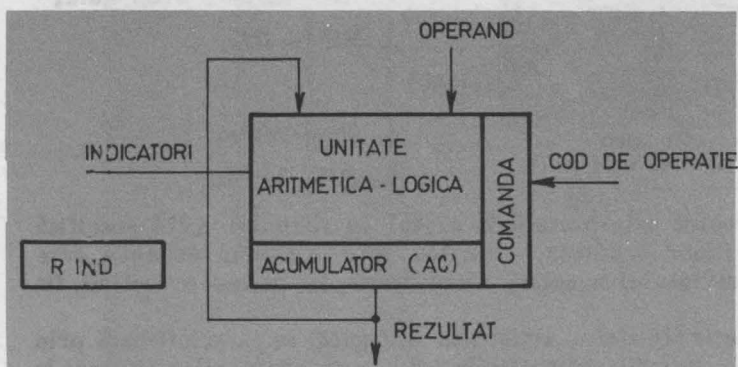 OPERAND
INDICATORI
UNITATE
ARITMETICA - LOGICA
COMANDA
COD DE OPERATIE
R IND
ACUMULATOR (AC)
REZULTAT